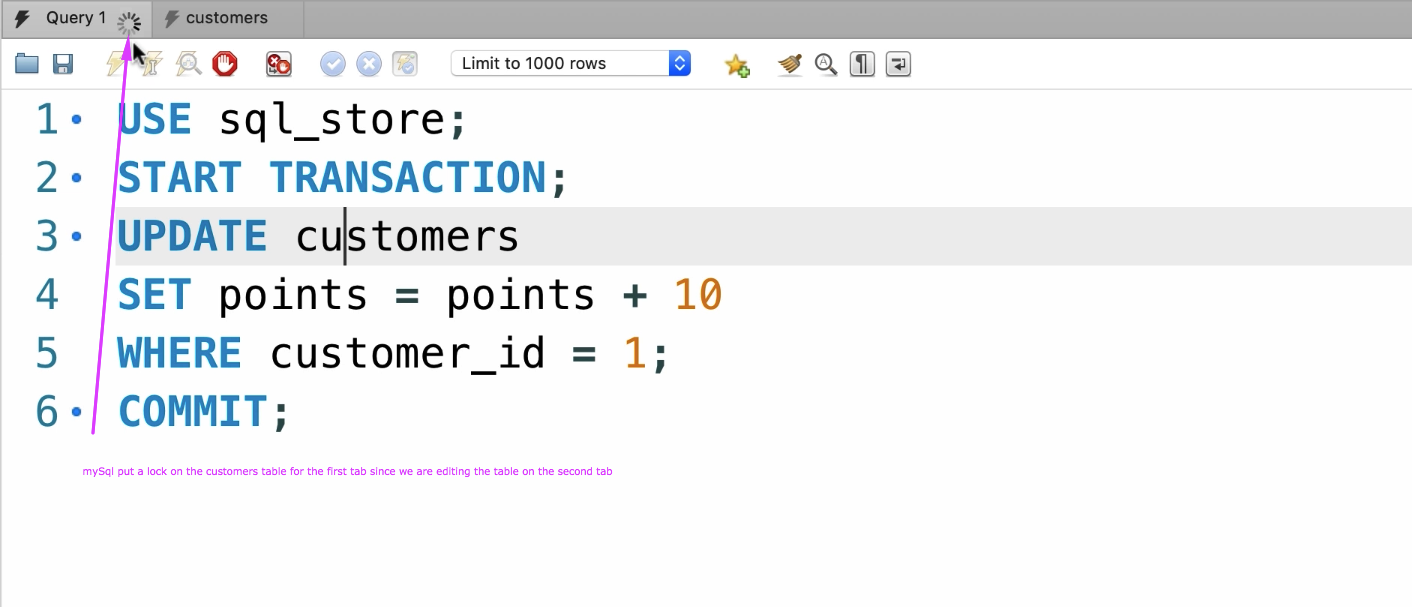 Query 1 customers
Limit to 1000 rows
1 USE sql_store;
2 START TRANSACTION;
3 UPDATE customers
4 SET points = points + 10
5 WHERE customer_id = 1;
6 COMMIT;
mySql put a lock on the customers table for the first tab since we are editing the table on the second tab